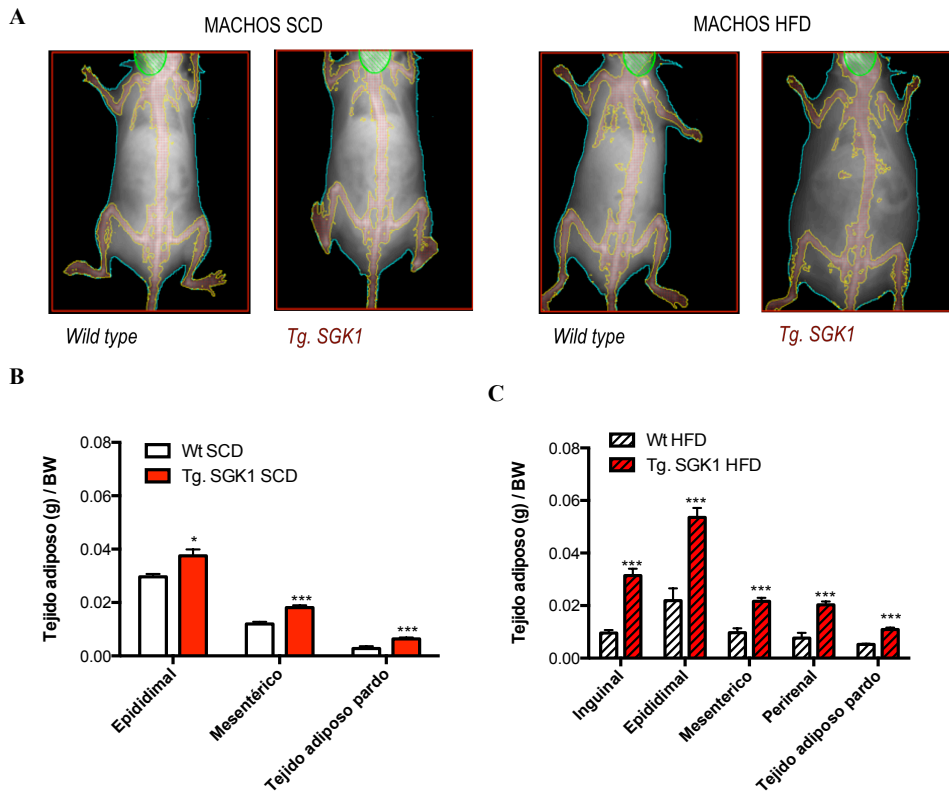 A
MACHOS SCD
MACHOS HFD
Wild type
Tg. SGK1
Wild type
Tg. SGK1
B
Wt SCD
Tg. SGK1 SCD
Tejido adiposo (g) / BW
0.08
0.06
0.04
0.02
0.00
*
***
***
Epididimal
Mesentérico
Tejido adiposo pardo
C
Wt HFD
Tg. SGK1 HFD
Tejido adiposo (g) / BW
0.08
0.06
0.04
0.02
0.00
***
***
***
***
***
Inguinal
Epididimal
Mesenterico
Perirenal
Tejido adiposo pardo